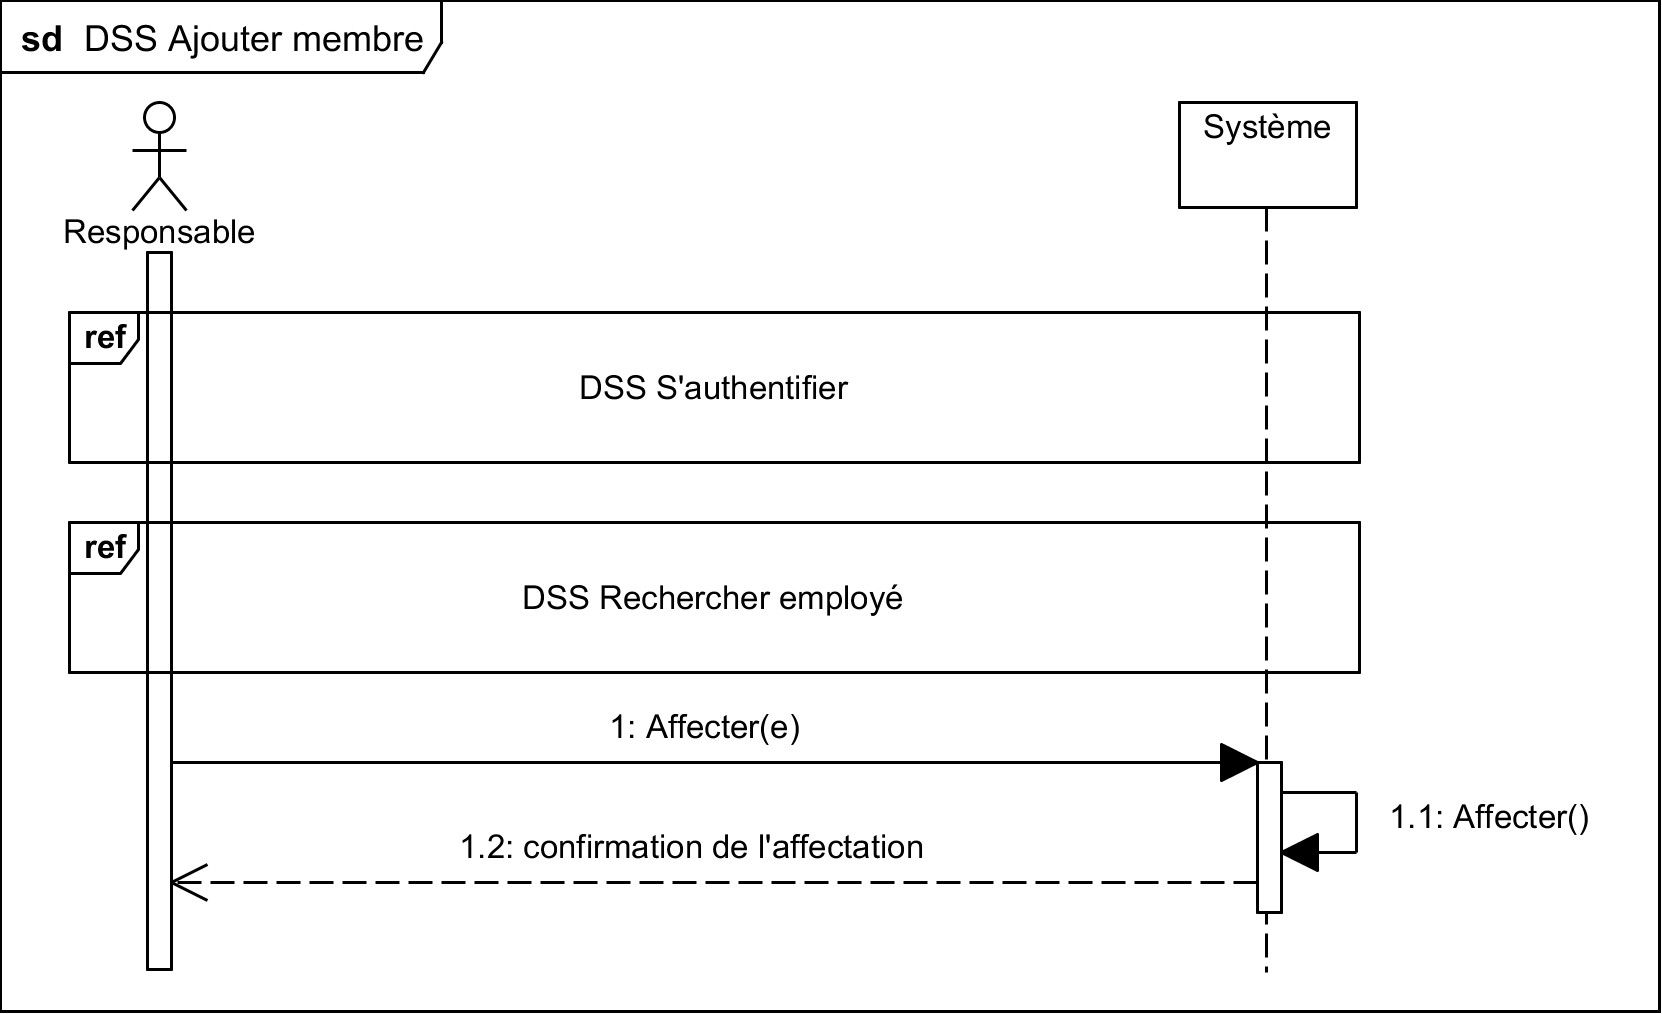 sd DSS Ajouter membre
Système
Responsable
ref
DSS S'authentifier
ref
DSS Rechercher employé
1: Affecter(e)
1.1: Affecter()
1.2: confirmation de l'affectation